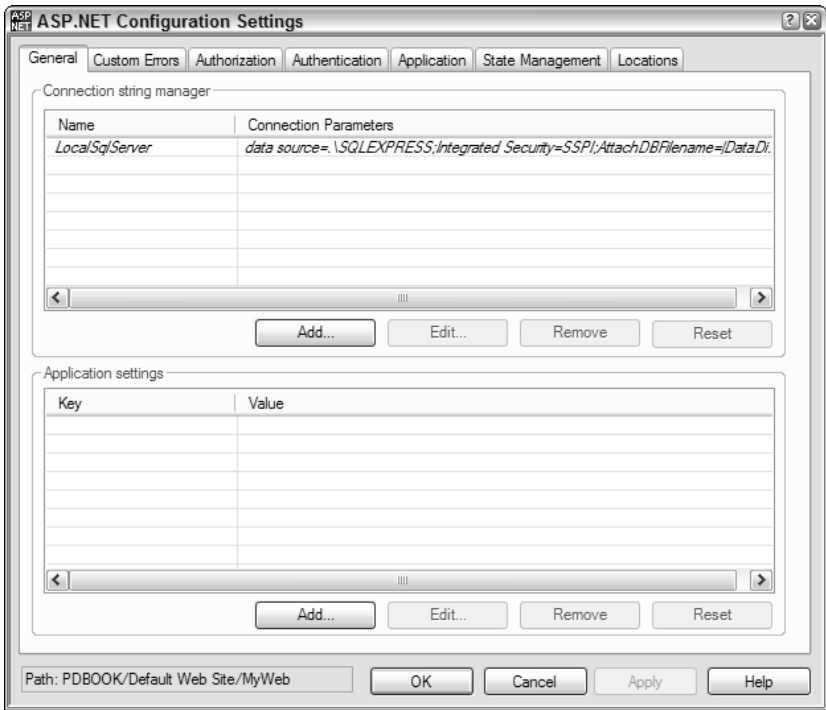 ASP NET ASP.NET Configuration Settings
General Custom Errors Authorization Authentication Application State Management Locations
Connection string manager
Name Connection Parameters
LocalSqlServer data source=.\SQLEXPRESS;Integrated Security=SSPI;AttachDBFilename=|DataDi.
Add... Edit... Remove Reset
Application settings
Key Value
Add... Edit... Remove Reset
Path: PDBOOK/Default Web Site/MyWeb OK Cancel Apply Help